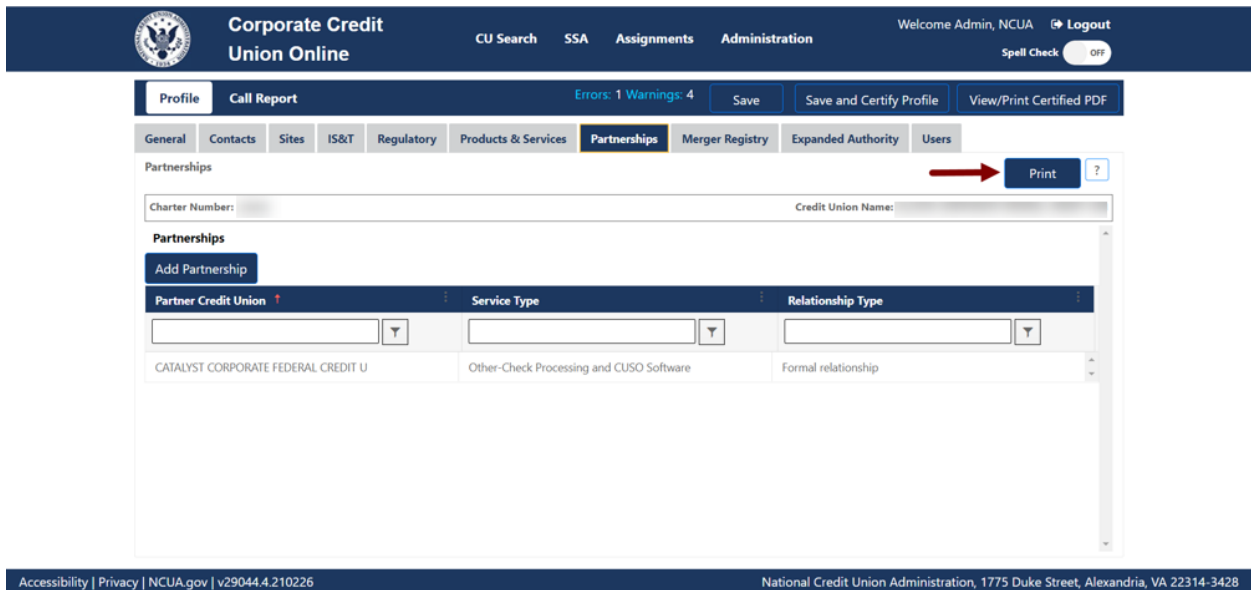 Corporate Credit
Union Online
CU Search SSA Assignments Administration
Welcome Admin, NCUA Logout
Spell Check OFF
Profile Call Report Errors: 1 Warnings: 4 Save Save and Certify Profile View/Print Certified PDF
General Contacts Sites IS&T Regulatory Products & Services Partnerships Merger Registry Expanded Authority Users
Partnerships Print ?
Charter Number: Credit Union Name:
Partnerships
Add Partnership
Partner Credit Union ↑ Service Type Relationship Type
CATALYST CORPORATE FEDERAL CREDIT U Other-Check Processing and CUSO Software Formal relationship
Accessibility | Privacy | NCUA.gov | v29044.4.210226 National Credit Union Administration, 1775 Duke Street, Alexandria, VA 22314-3428